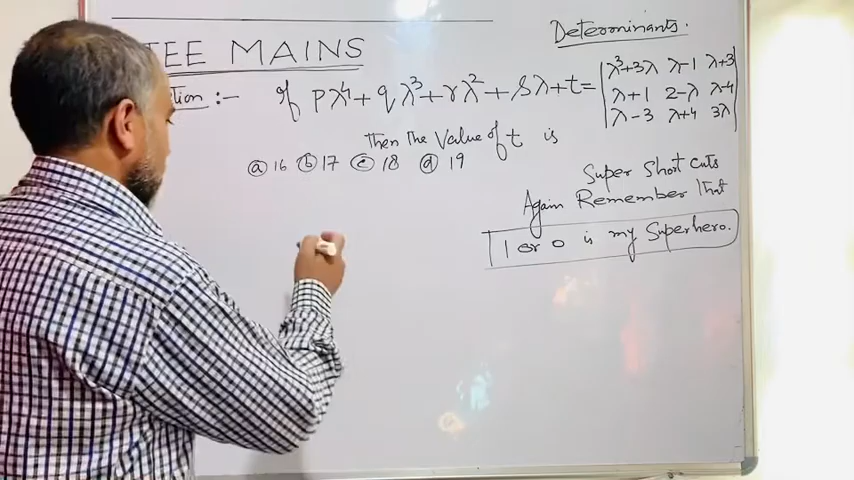 Determinants.
JEE MAINS
tion :-
If pλ⁴ + qλ³ + rλ² + sλ + t = | λ³+3λ λ-1 λ+3 |
| λ+1 2-λ λ-4 |
| λ-3 λ+4 3λ |
Then the Value of t is
(a) 16 (b) 17 (c) 18 (d) 19
Super Short cuts
Again Remember That
1 or 0 is my Superhero.